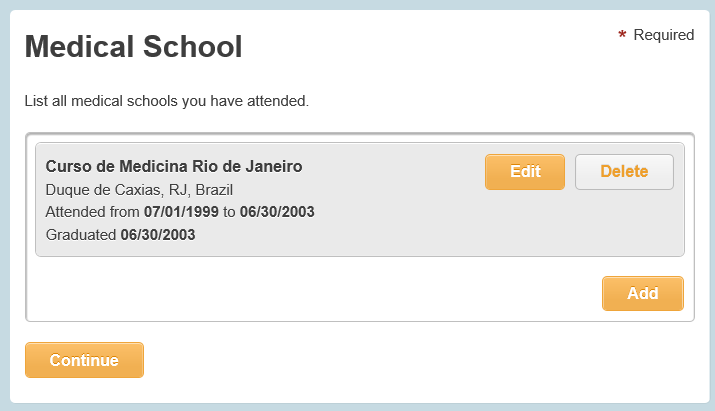 Medical School
* Required
List all medical schools you have attended.
Curso de Medicina Rio de Janeiro
Duque de Caxias, RJ, Brazil
Attended from 07/01/1999 to 06/30/2003
Graduated 06/30/2003
Edit
Delete
Add
Continue